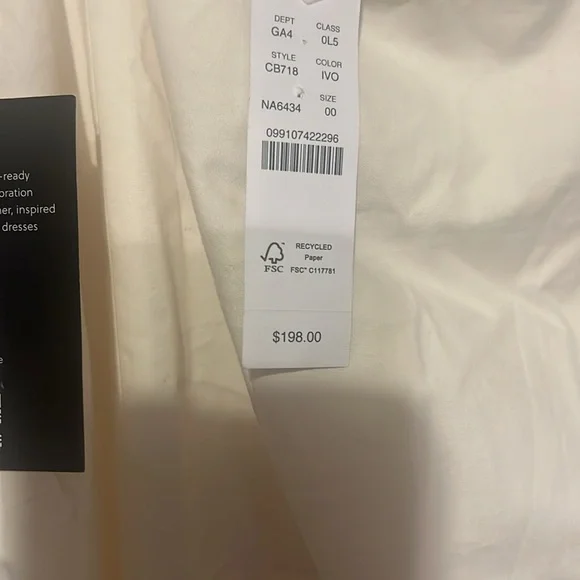 DEPT CLASS
GA4 0L5
STYLE COLOR
CB718 IVO
SIZE
NA6434 00
099107422296
RECYCLED
Paper
FSC
FSC® C117781
$198.00
-ready
oration
her, inspired
dresses